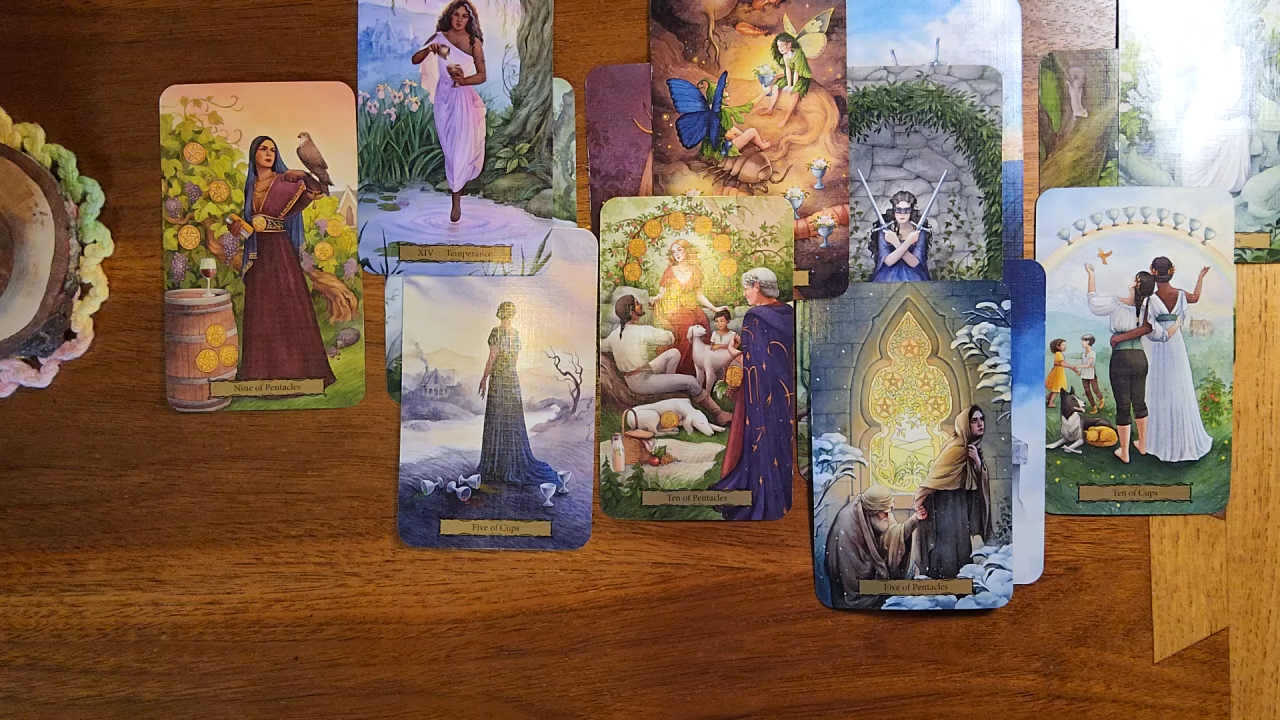 XIV · Temperance
Nine of Pentacles
Five of Cups
Ten of Pentacles
Five of Pentacles
Ten of Cups